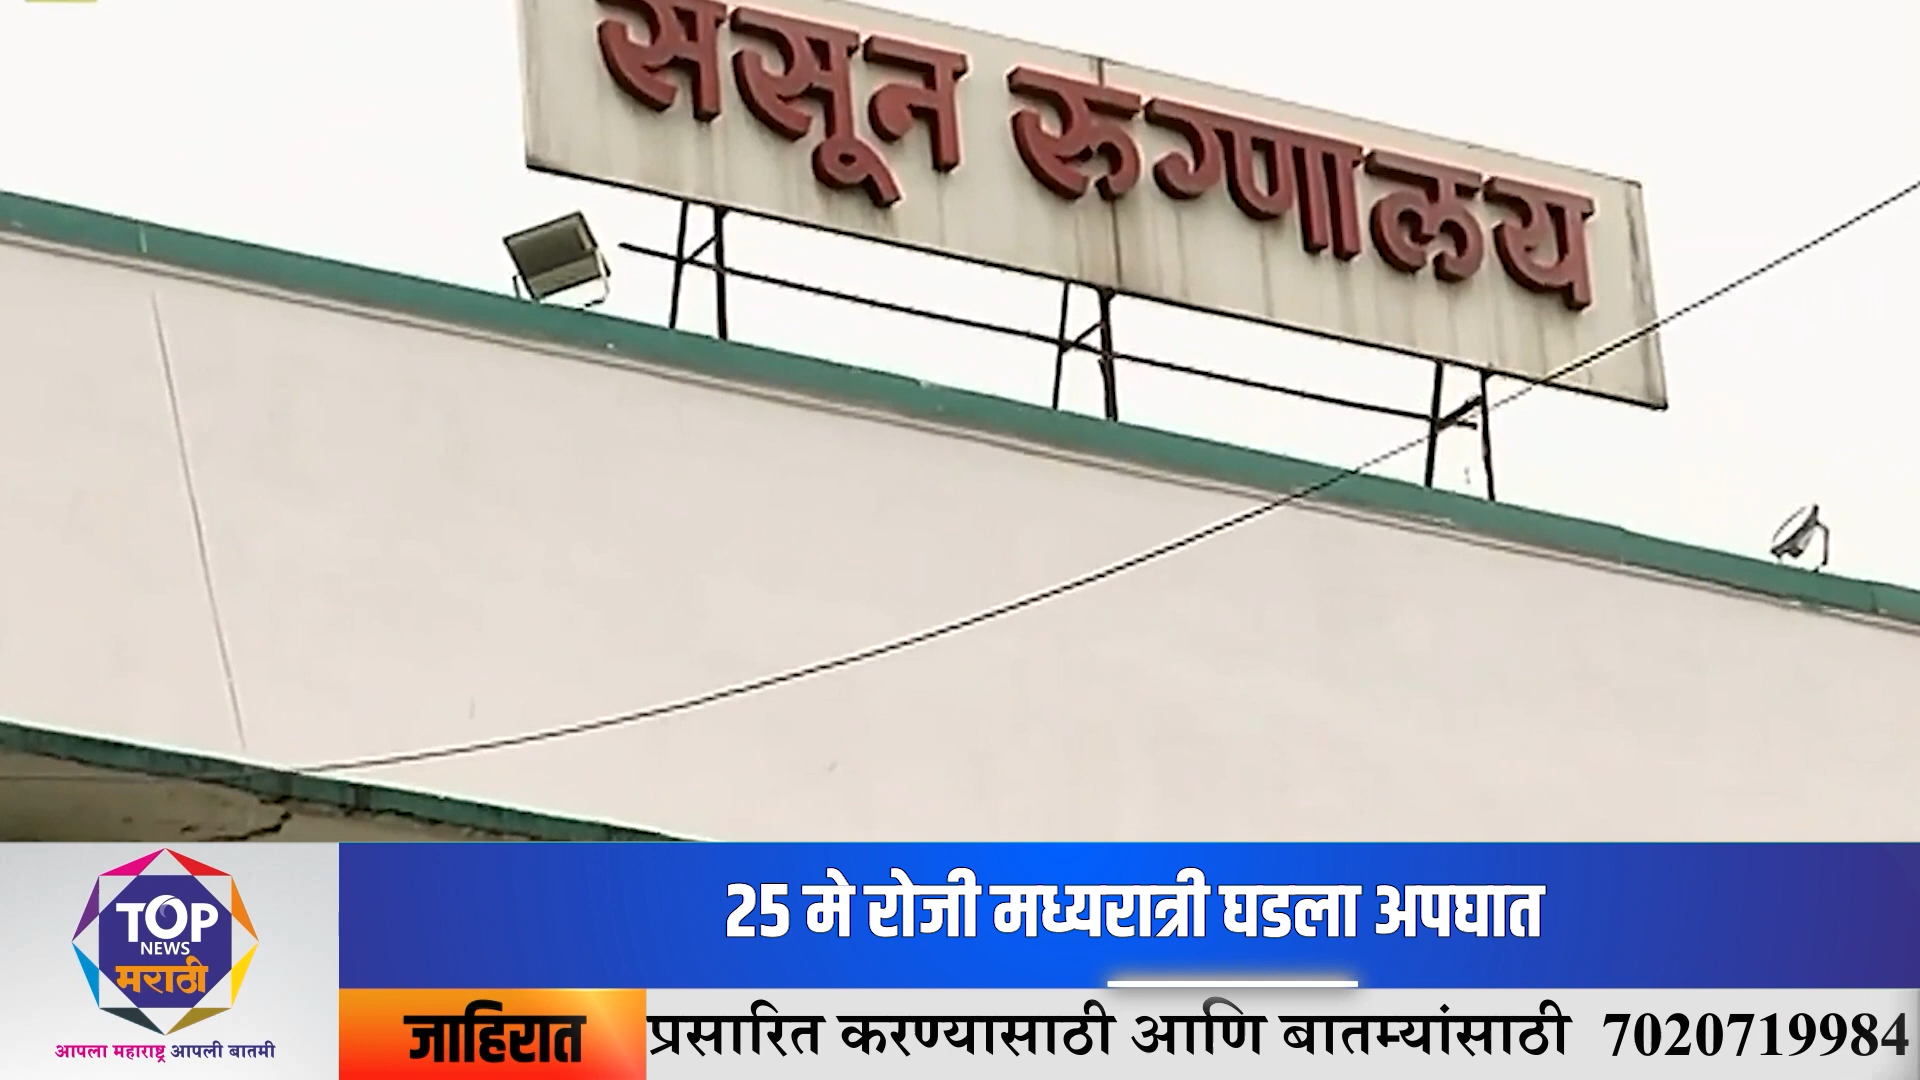 ससून रुग्णालय
25 मे रोजी मध्यरात्री घडला अपघात
TOP
NEWS
मराठी
आपला महाराष्ट्र आपली बातमी
जाहिरात
प्रसारित करण्यासाठी आणि बातम्यांसाठी 7020719984